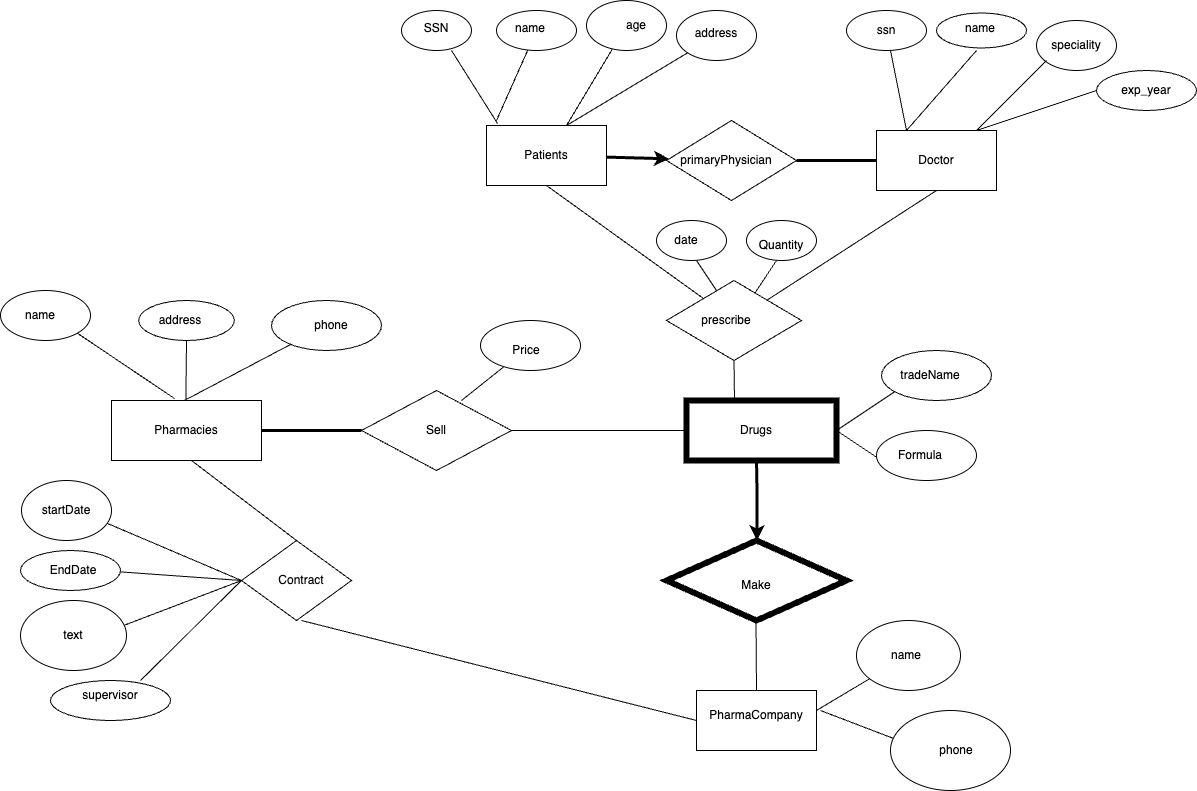 SSN
name
age
address
ssn
name
speciality
exp_year
Patients
primaryPhysician
Doctor
date
Quantity
prescribe
name
address
phone
Price
tradeName
Pharmacies
Sell
Drugs
Formula
startDate
EndDate
Contract
Make
text
supervisor
name
PharmaCompany
phone